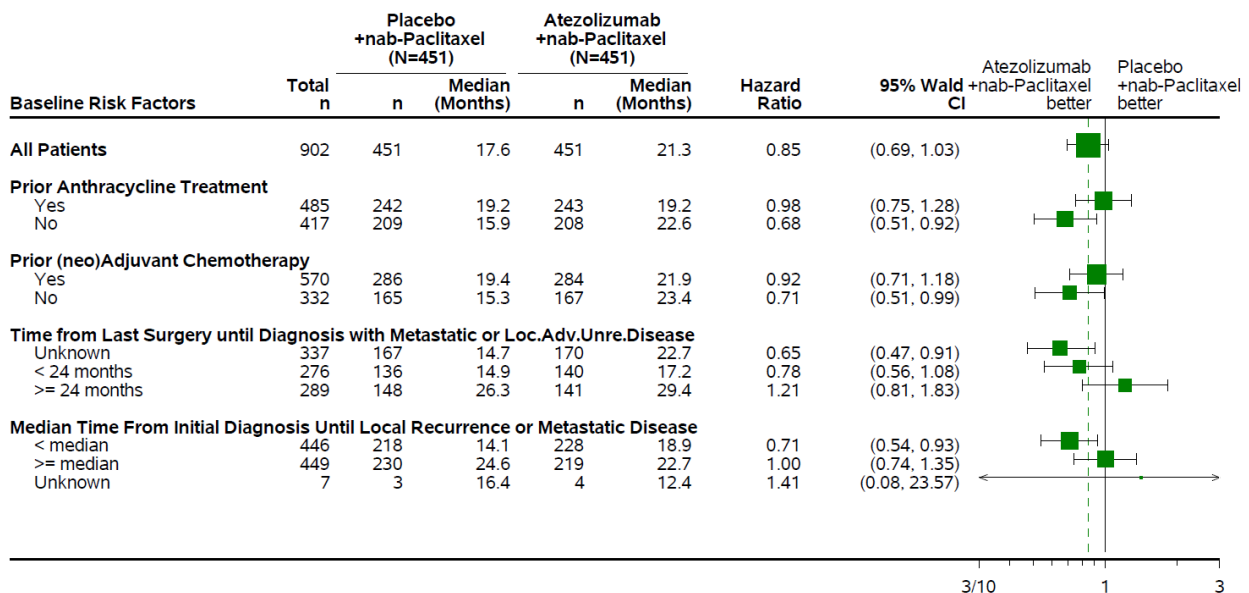 Placebo +nab-Paclitaxel (N=451) Atezolizumab +nab-Paclitaxel (N=451)
Baseline Risk Factors Total n n Median (Months) n Median (Months) Hazard Ratio 95% Wald CI Atezolizumab +nab-Paclitaxel better Placebo +nab-Paclitaxel better
All Patients 902 451 17.6 451 21.3 0.85 (0.69, 1.03)
Prior Anthracycline Treatment
Yes 485 242 19.2 243 19.2 0.98 (0.75, 1.28)
No 417 209 15.9 208 22.6 0.68 (0.51, 0.92)
Prior (neo)Adjuvant Chemotherapy
Yes 570 286 19.4 284 21.9 0.92 (0.71, 1.18)
No 332 165 15.3 167 23.4 0.71 (0.51, 0.99)
Time from Last Surgery until Diagnosis with Metastatic or Loc.Adv.Unre.Disease
Unknown 337 167 14.7 170 22.7 0.65 (0.47, 0.91)
< 24 months 276 136 14.9 140 17.2 0.78 (0.56, 1.08)
>= 24 months 289 148 26.3 141 29.4 1.21 (0.81, 1.83)
Median Time From Initial Diagnosis Until Local Recurrence or Metastatic Disease
< median 446 218 14.1 228 18.9 0.71 (0.54, 0.93)
>= median 449 230 24.6 219 22.7 1.00 (0.74, 1.35)
Unknown 7 3 16.4 4 12.4 1.41 (0.08, 23.57)
3/10 1 3